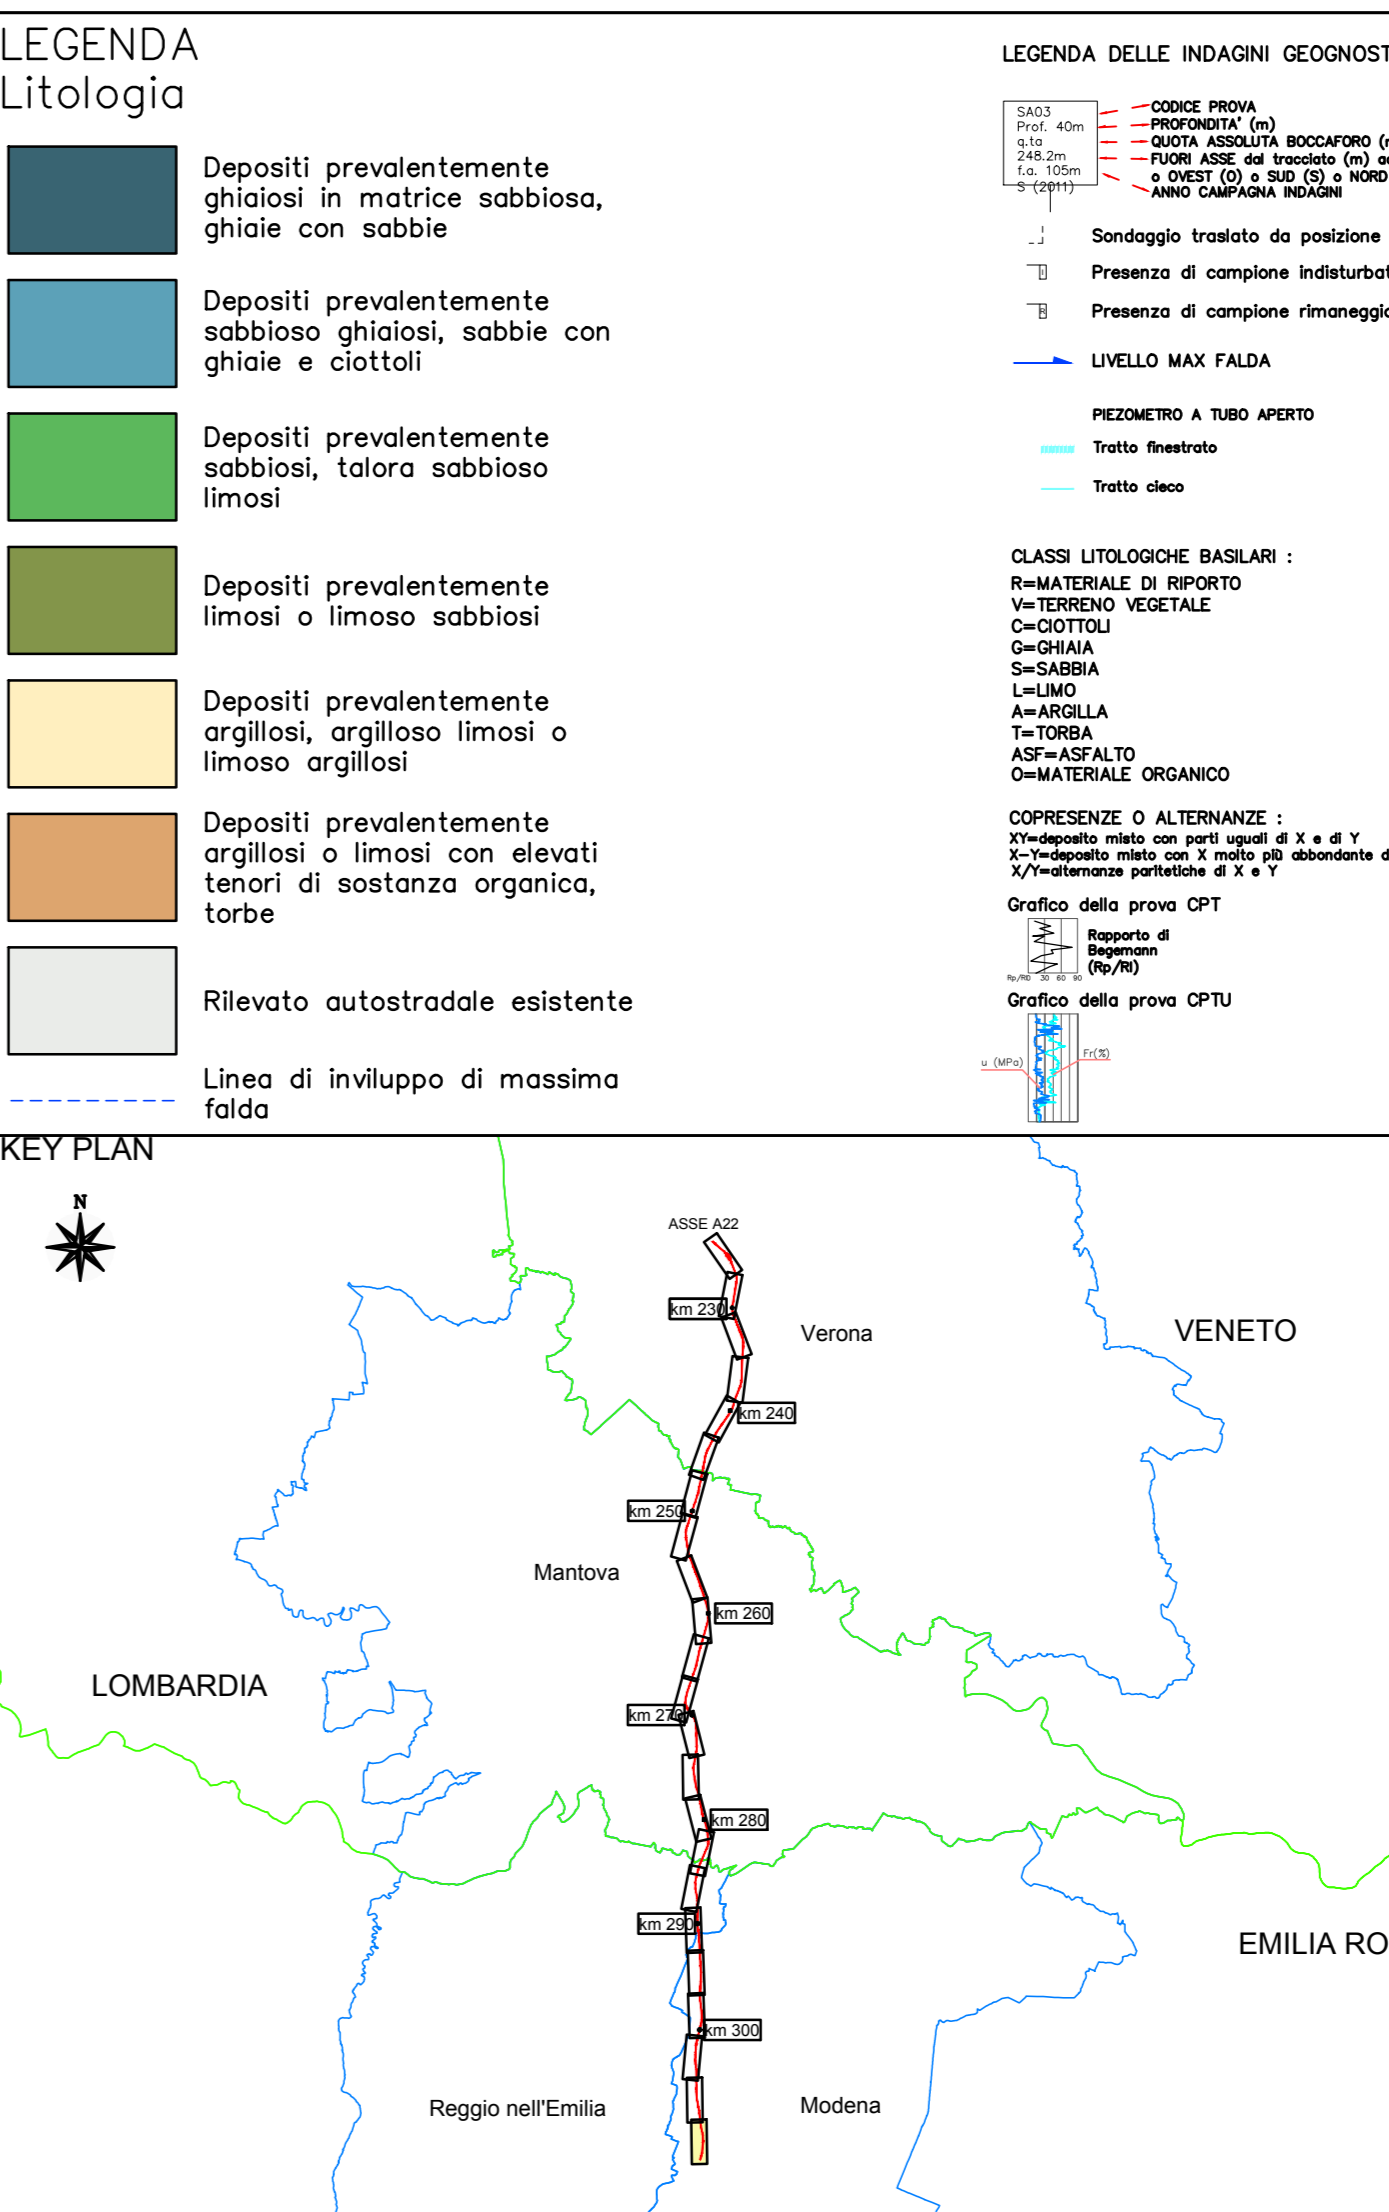 LEGENDA
Litologia
Depositi prevalentemente
ghiaiosi in matrice sabbiosa,
ghiaie con sabbie
Depositi prevalentemente
sabbioso ghiaiosi, sabbie con
ghiaie e ciottoli
Depositi prevalentemente
sabbiosi, talora sabbioso
limosi
Depositi prevalentemente
limosi o limoso sabbiosi
Depositi prevalentemente
argillosi, argilloso limosi o
limoso argillosi
Depositi prevalentemente
argillosi o limosi con elevati
tenori di sostanza organica,
torbe
Rilevato autostradale esistente
Linea di inviluppo di massima
falda
LEGENDA DELLE INDAGINI GEOGNOST
SA03
Prof. 40m
q.ta
248.2m
f.a. 105m
S (2011)
CODICE PROVA
PROFONDITA' (m)
QUOTA ASSOLUTA BOCCAFORO (
FUORI ASSE dal tracciato (m)
o OVEST (O) o SUD (S) o NORD
ANNO CAMPAGNA INDAGINI
Sondaggio traslato da posizione
I Presenza di campione indisturbat
R Presenza di campione rimaneggi
LIVELLO MAX FALDA
PIEZOMETRO A TUBO APERTO
Tratto finestrato
Tratto cieco
CLASSI LITOLOGICHE BASILARI :
R=MATERIALE DI RIPORTO
V=TERRENO VEGETALE
C=CIOTTOLI
G=GHIAIA
S=SABBIA
L=LIMO
A=ARGILLA
T=TORBA
ASF=ASFALTO
O=MATERIALE ORGANICO
COPRESENZE O ALTERNANZE :
XY=deposito misto con parti uguali di X e di Y
X-Y=deposito misto con X molto più abbondante d
X/Y=alternanze paritetiche di X e Y
Grafico della prova CPT
Rapporto di
Begemann
(Rp/Rl)
Rp/Rl0 30 60 90
Grafico della prova CPTU
u (MPa)
Fr(%)
KEY PLAN
N
ASSE A22
km 230
Verona
VENETO
km 240
km 250
Mantova
km 260
LOMBARDIA
km 270
km 280
km 290
EMILIA RO
km 300
Reggio nell'Emilia
Modena